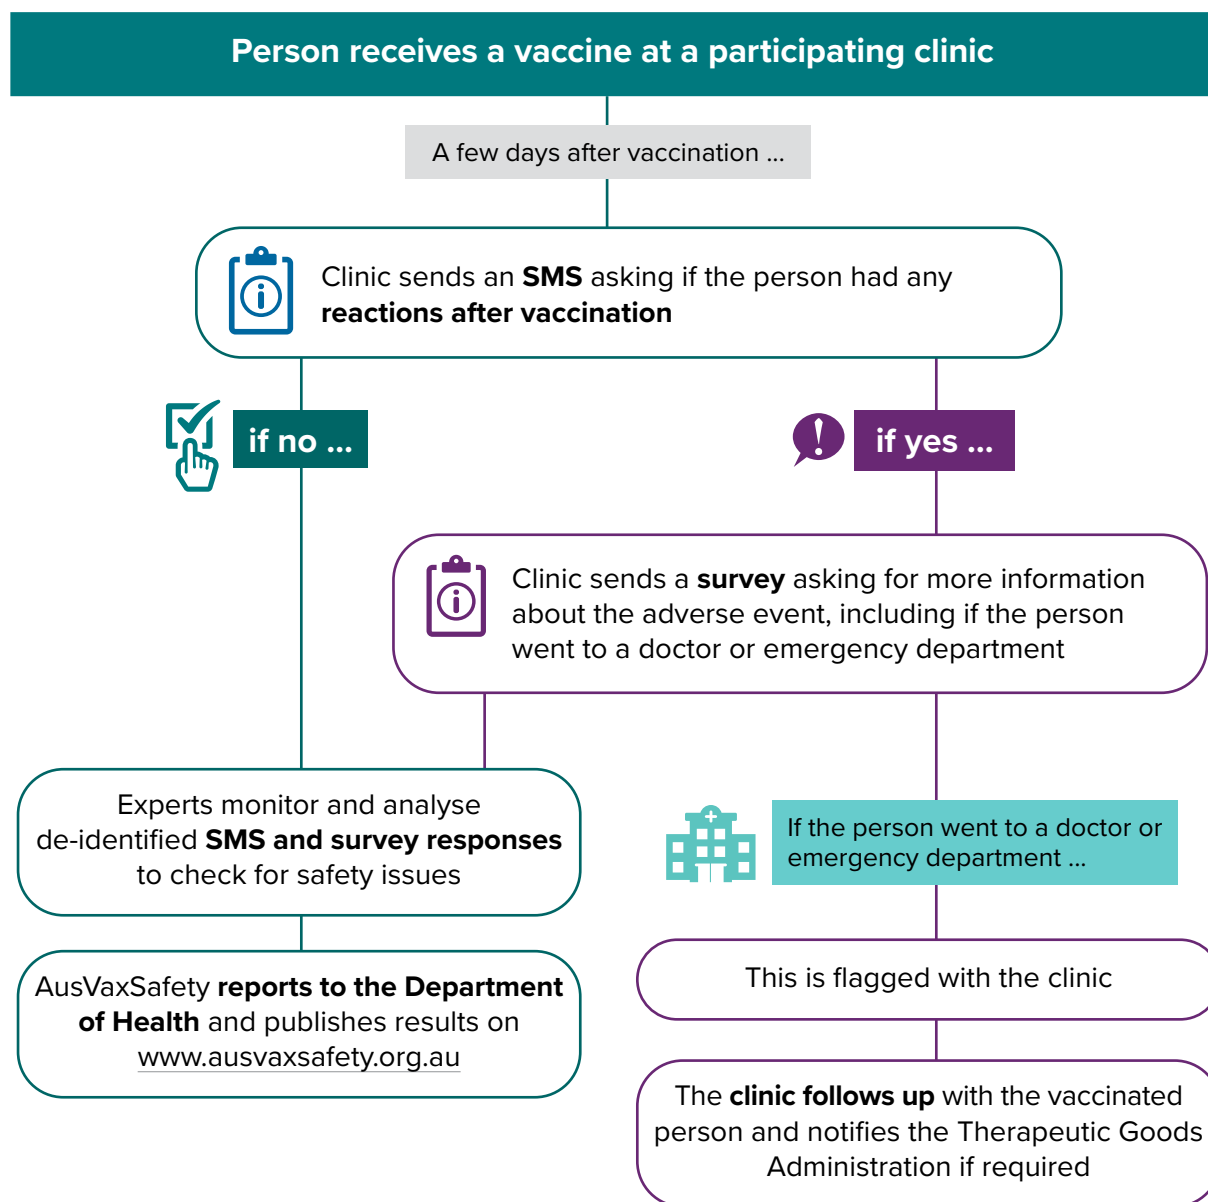 Person receives a vaccine at a participating clinic
A few days after vaccination ...
Clinic sends an SMS asking if the person had any
reactions after vaccination
if no ...
if yes ...
Clinic sends a survey asking for more information
about the adverse event, including if the person
went to a doctor or emergency department
Experts monitor and analyse
de-identified SMS and survey responses
to check for safety issues
If the person went to a doctor or
emergency department ...
AusVaxSafety reports to the Department
of Health and publishes results on
www.ausvaxsafety.org.au
This is flagged with the clinic
The clinic follows up with the vaccinated
person and notifies the Therapeutic Goods
Administration if required